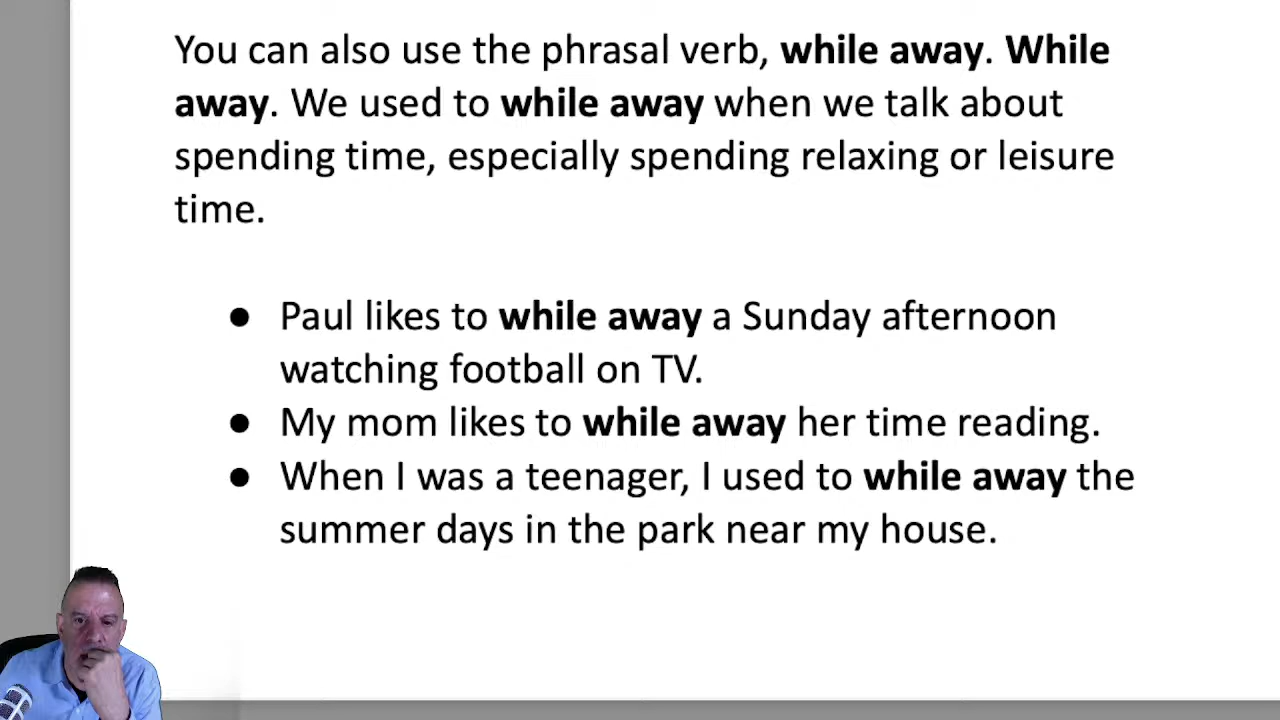 You can also use the phrasal verb, while away. While
away. We used to while away when we talk about
spending time, especially spending relaxing or leisure
time.
● Paul likes to while away a Sunday afternoon
watching football on TV.
● My mom likes to while away her time reading.
● When I was a teenager, I used to while away the
summer days in the park near my house.